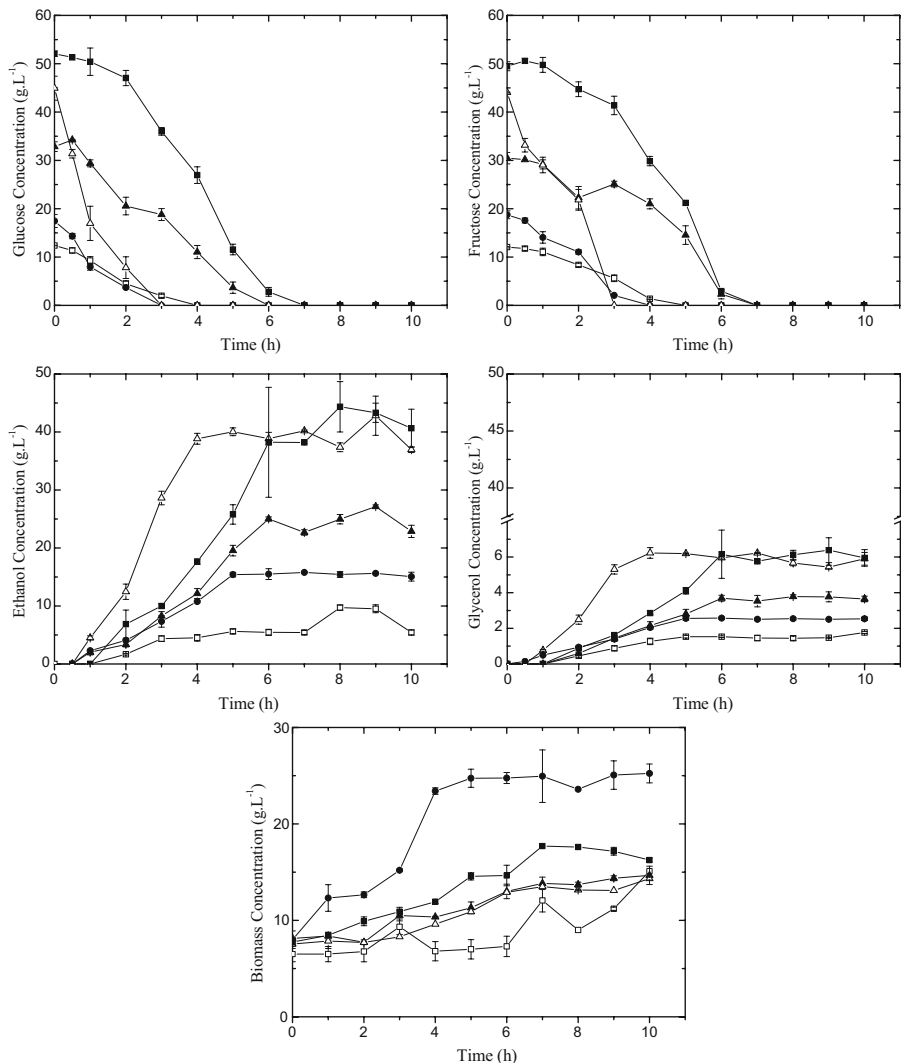 60
50
40
30
20
10
0
0 2 4 6 8 10
Glucose Concentration (g.L-1)
Time (h)
60
50
40
30
20
10
0
0 2 4 6 8 10
Fructose Concentration (g.L-1)
Time (h)
50
40
30
20
10
0
0 2 4 6 8 10
Ethanol Concentration (g.L-1)
Time (h)
50
45
6
4
2
0
0 2 4 6 8 10
Glycerol Concentration (g.L-1)
Time (h)
30
20
10
0
0 2 4 6 8 10
Biomass Concentration (g.L-1)
Time (h)